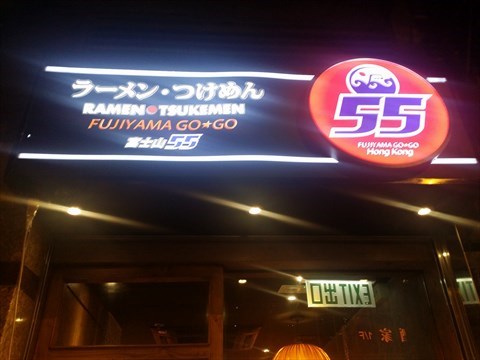 ラーメン・つけめん
RAMEN●TSUKEMEN
FUJIYAMA GO★GO
富士山55
55
FUJIYAMA GO★GO
Hong Kong
EXIT 出口